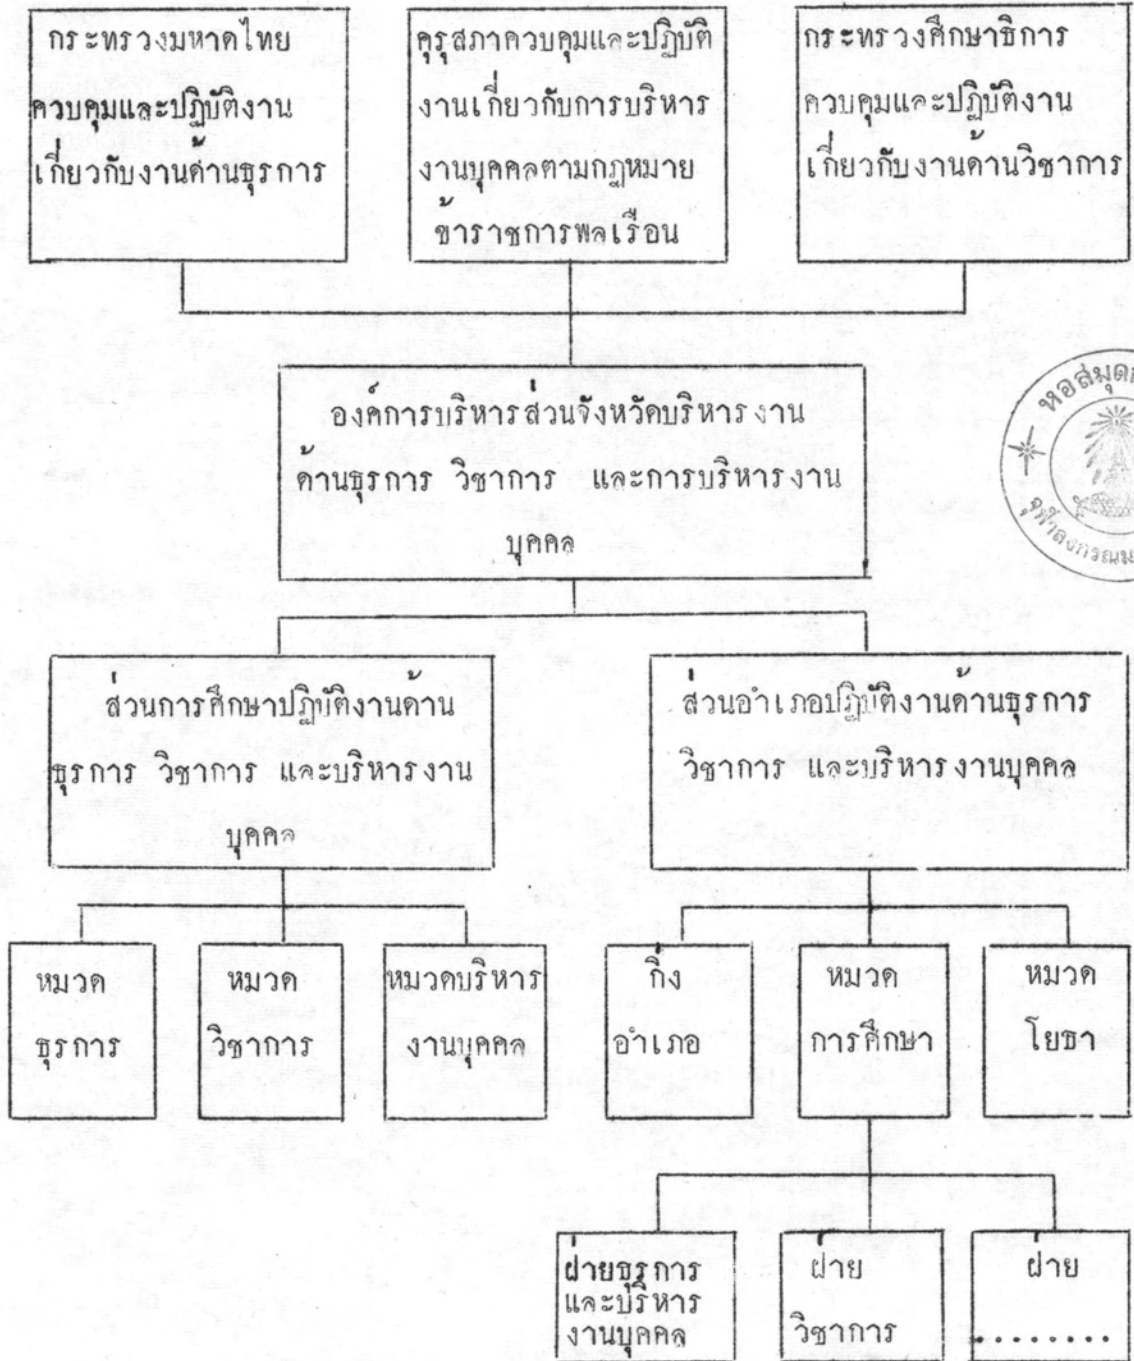 กระทรวงมหาดไทย
ควบคุมและปฏิบัติงาน
เกี่ยวกับงานด้านธุรการ
คุรุสภาควบคุมและปฏิบัติ
งานเกี่ยวกับการบริหาร
งานบุคคลตามกฎหมาย
ข้าราชการพลเรือน
กระทรวงศึกษาธิการ
ควบคุมและปฏิบัติงาน
เกี่ยวกับงานด้านวิชาการ
องค์การบริหารส่วนจังหวัดบริหารงาน
ด้านธุรการ วิชาการ และการบริหารงาน
บุคคล
หอสมุดก
จุฬาลงกรณม
ส่วนการศึกษาปฏิบัติงานด้าน
ธุรการ วิชาการ และบริหารงาน
บุคคล
ส่วนอำเภอปฏิบัติงานด้านธุรการ
วิชาการ และบริหารงานบุคคล
หมวด
ธุรการ
หมวด
วิชาการ
หมวดบริหาร
งานบุคคล
กิ่ง
อำเภอ
หมวด
การศึกษา
หมวด
โยธา
ฝ่ายธุรการ
และบริหาร
งานบุคคล
ฝ่าย
วิชาการ
ฝ่าย
........